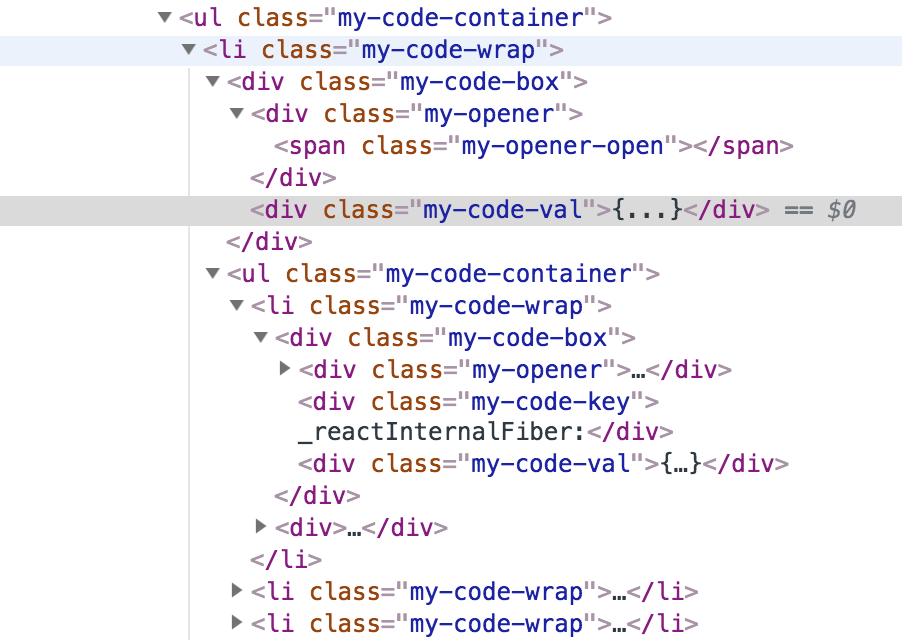 ▼<ul class="my-code-container">
▼<li class="my-code-wrap">
▼<div class="my-code-box">
▼<div class="my-opener">
<span class="my-opener-open"></span>
</div>
<div class="my-code-val">{...}</div> == $0
</div>
▼<ul class="my-code-container">
▼<li class="my-code-wrap">
▼<div class="my-code-box">
▶<div class="my-opener">…</div>
<div class="my-code-key">
_reactInternalFiber:</div>
<div class="my-code-val">{…}</div>
</div>
▶<div>…</div>
</li>
▶<li class="my-code-wrap">…</li>
▶<li class="my-code-wrap">…</li>